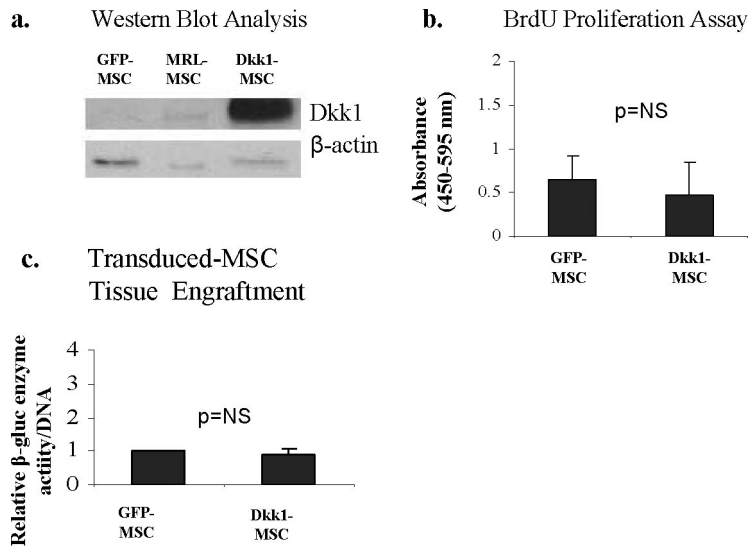 a. Western Blot Analysis
GFP-
MSC
MRL-
MSC
Dkk1-
MSC
Dkk1
β-actin
b. BrdU Proliferation Assay
Absorbance
(450-595 nm)
2
1.5
1
0.5
0
p=NS
GFP-
MSC
Dkk1-
MSC
c. Transduced-MSC
Tissue Engraftment
Relative β-gluc enzyme
actiity/DNA
4
3
2
1
0
p=NS
GFP-
MSC
Dkk1-
MSC